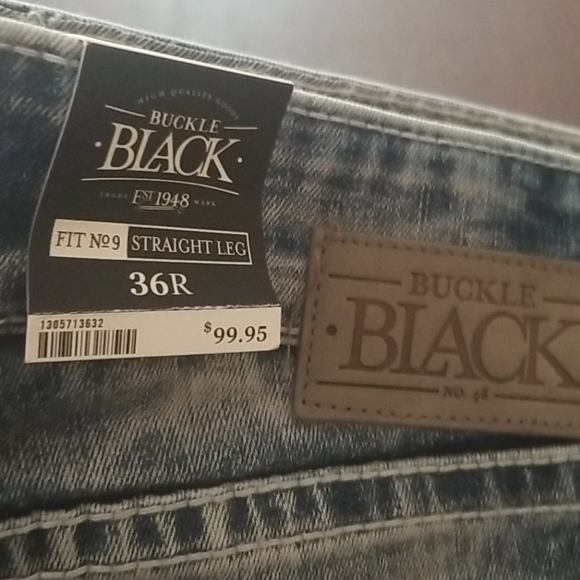 HIGH QUALITY GOODS
BUCKLE
·BLACK·
TRADE EST 1948 MARK
FIT Nº9 STRAIGHT LEG
36R
1305713632
$99.95
BUCKLE
·BLACK
NO. 48